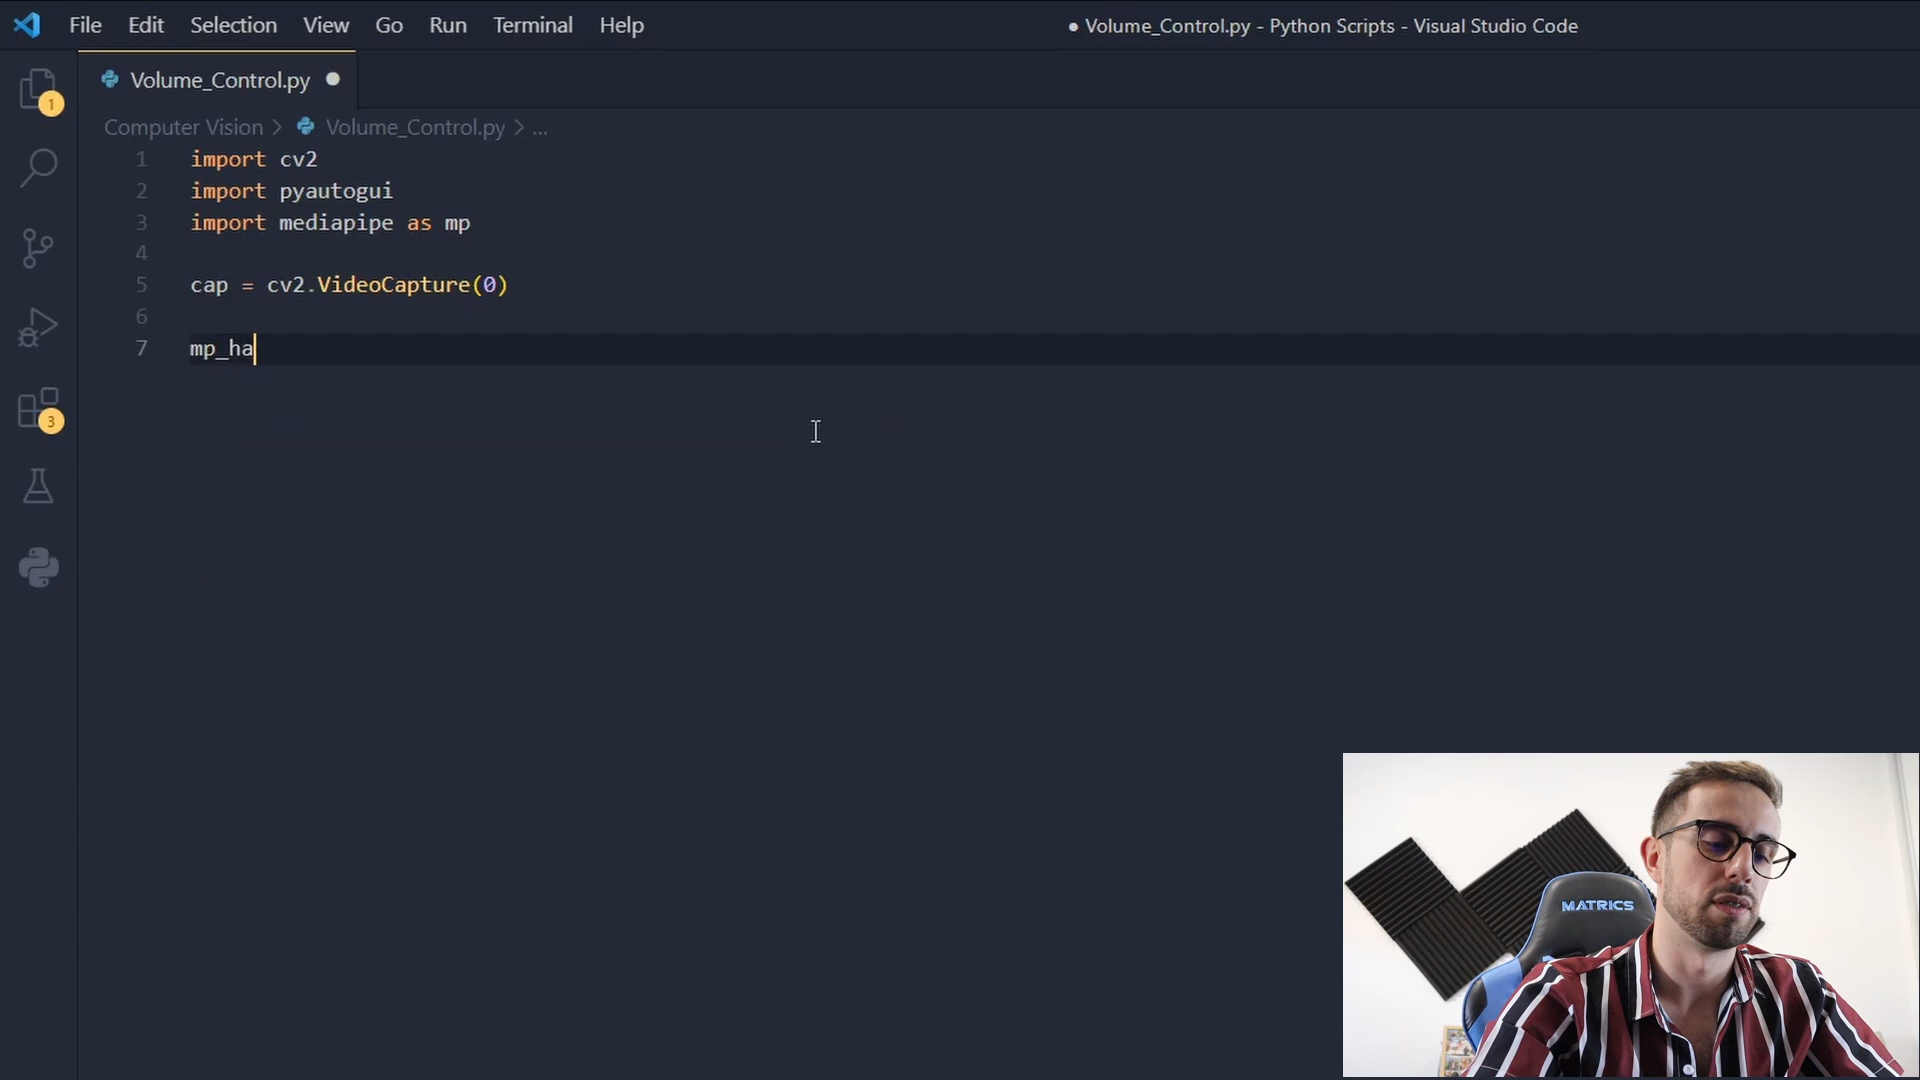 File Edit Selection View Go Run Terminal Help
● Volume_Control.py - Python Scripts - Visual Studio Code
Volume_Control.py ●
Computer Vision > Volume_Control.py > ...
1 import cv2
2 import pyautogui
3 import mediapipe as mp
4
5 cap = cv2.VideoCapture(0)
6
7 mp_ha
1
3
MATRICS